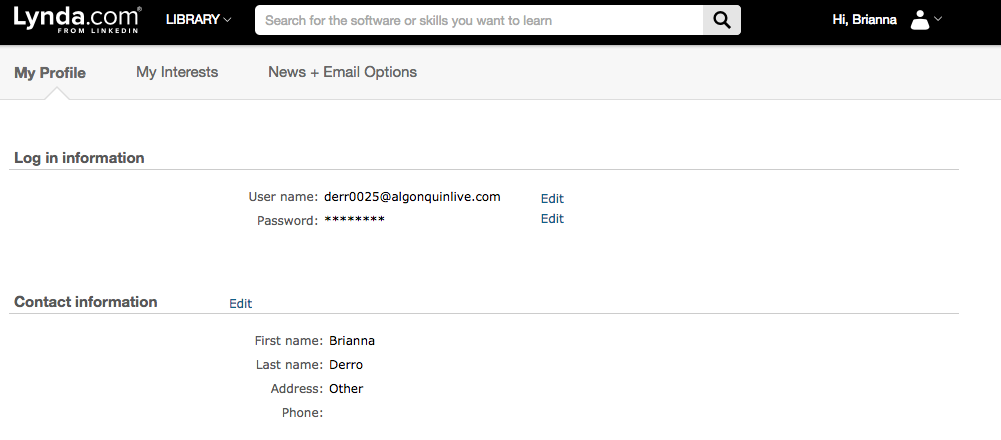 Lynda.com® LIBRARY Search for the software or skills you want to learn Hi, Brianna
FROM LINKEDIN
My Profile My Interests News + Email Options
Log in information
User name: derr0025@algonquinlive.com Edit
Password: ******** Edit
Contact information Edit
First name: Brianna
Last name: Derro
Address: Other
Phone: